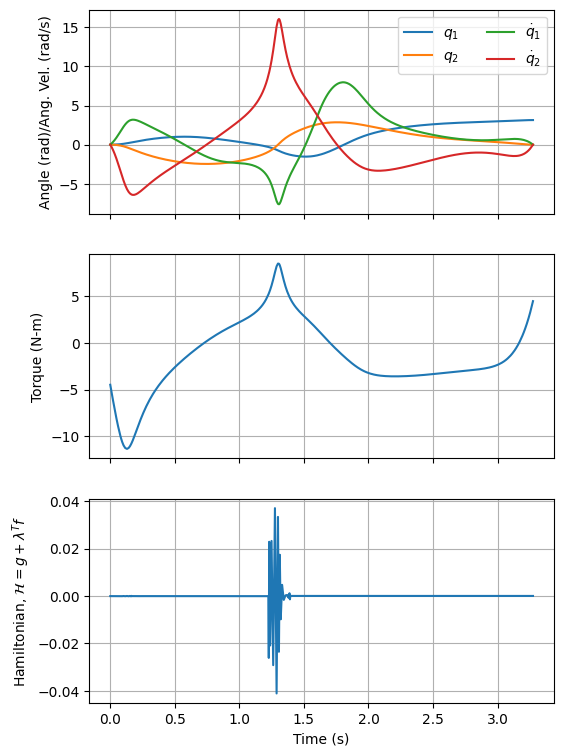 Angle (rad)/Ang. Vel. (rad/s)
15
10
5
0
−5
q₁
q₂
q̇₁
q̇₂
Torque (N-m)
5
0
−5
−10
Hamiltonian, ℋ = g + λᵀf
0.04
0.02
0.00
−0.02
−0.04
0.0 0.5 1.0 1.5 2.0 2.5 3.0
Time (s)